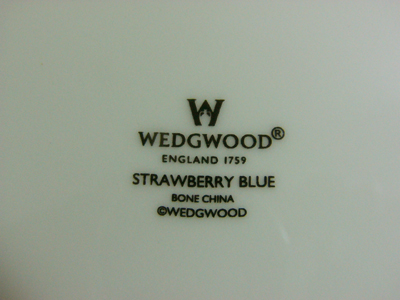 W
WEDGWOOD®
ENGLAND 1759
STRAWBERRY BLUE
BONE CHINA
©WEDGWOOD